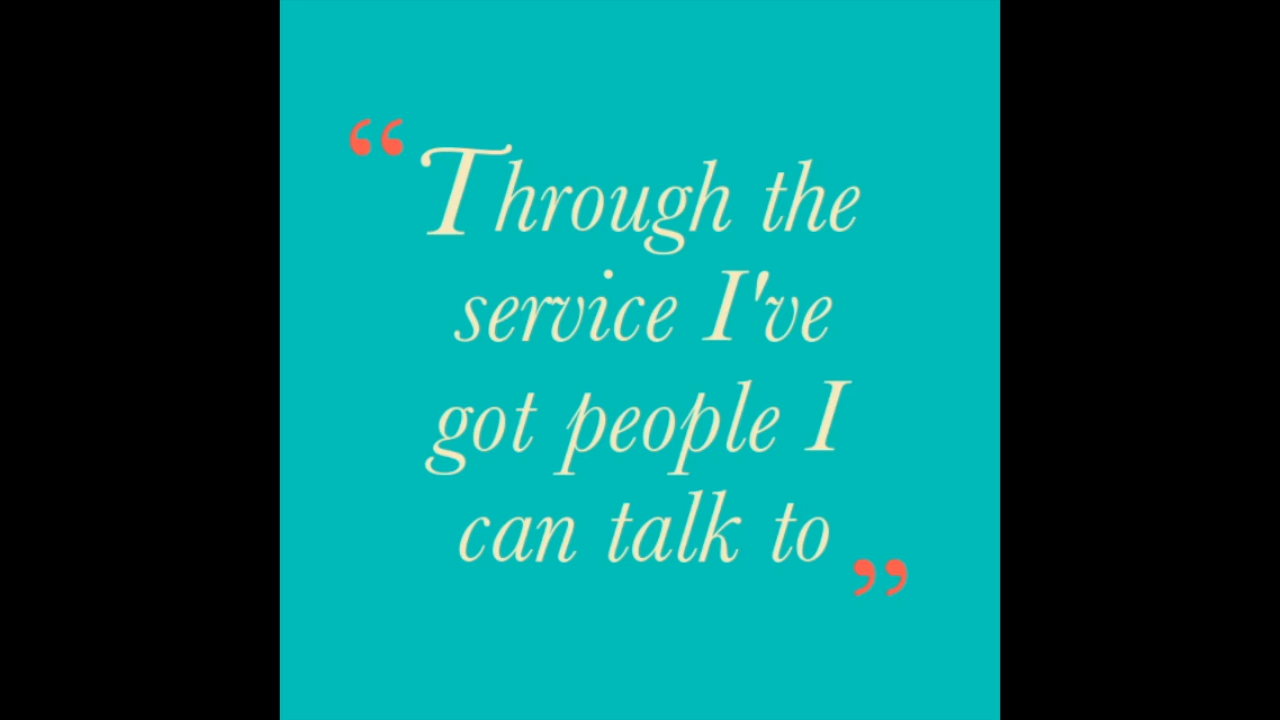 “Through the
service I've
got people I
can talk to”